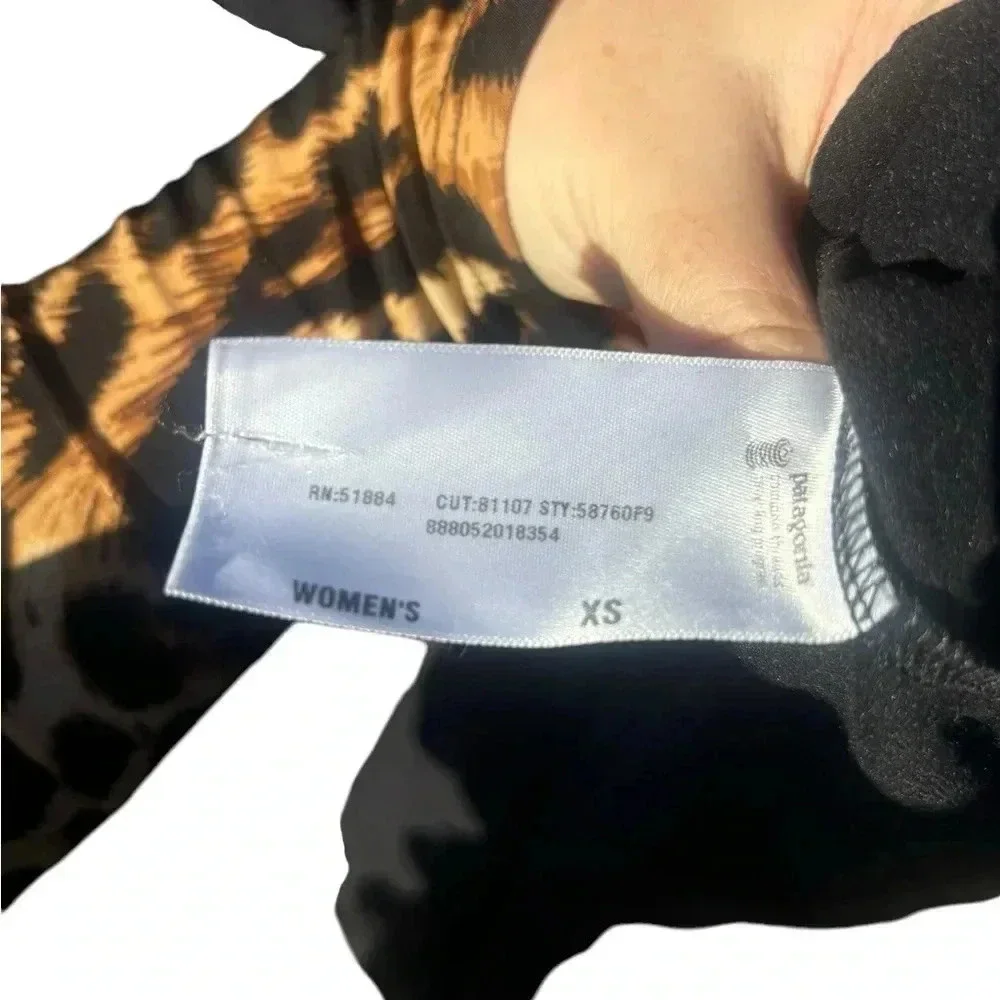 RN:51884 CUT:81107 STY:58760F9
888052018354
WOMEN'S XS
patagonia